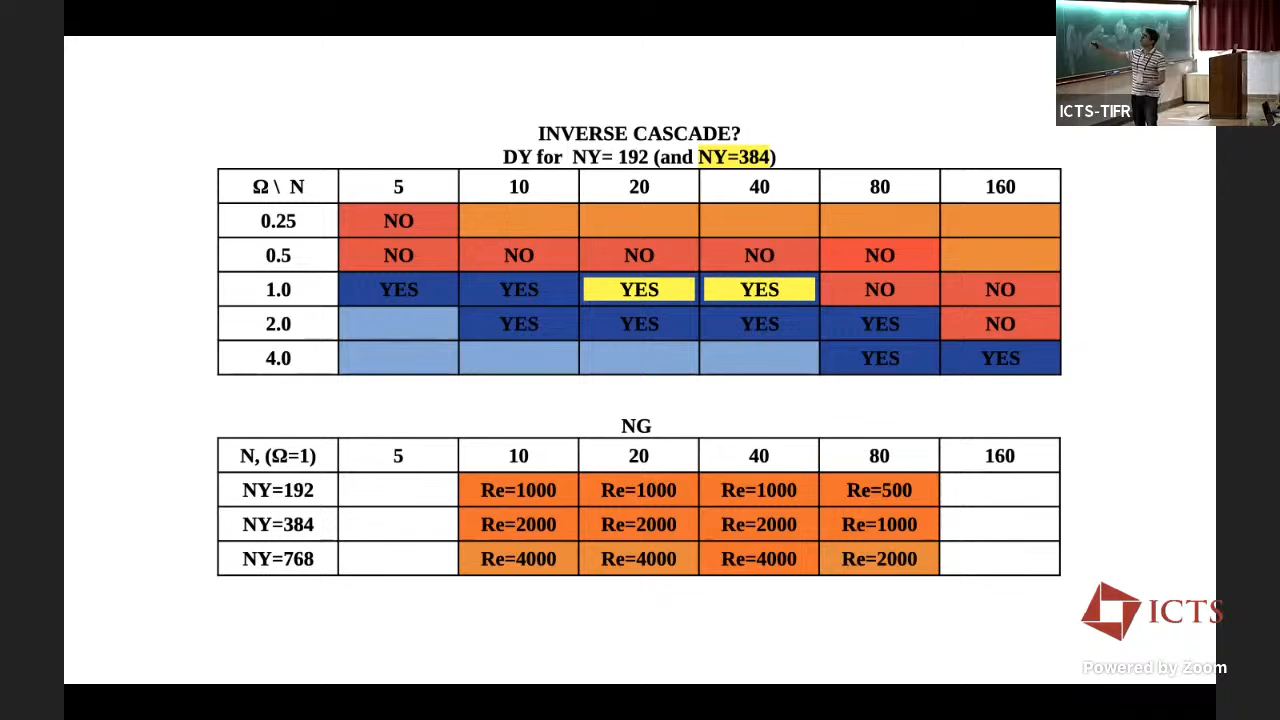 ICTS-TIFR
INVERSE CASCADE?
DY for NY= 192 (and NY=384)
Ω \ N 5 10 20 40 80 160
0.25 NO
0.5 NO NO NO NO NO
1.0 YES YES YES YES NO NO
2.0 YES YES YES YES NO
4.0 YES YES
NG
N, (Ω=1) 5 10 20 40 80 160
NY=192 Re=1000 Re=1000 Re=1000 Re=500
NY=384 Re=2000 Re=2000 Re=2000 Re=1000
NY=768 Re=4000 Re=4000 Re=4000 Re=2000
ICTS
Powered by Zoom